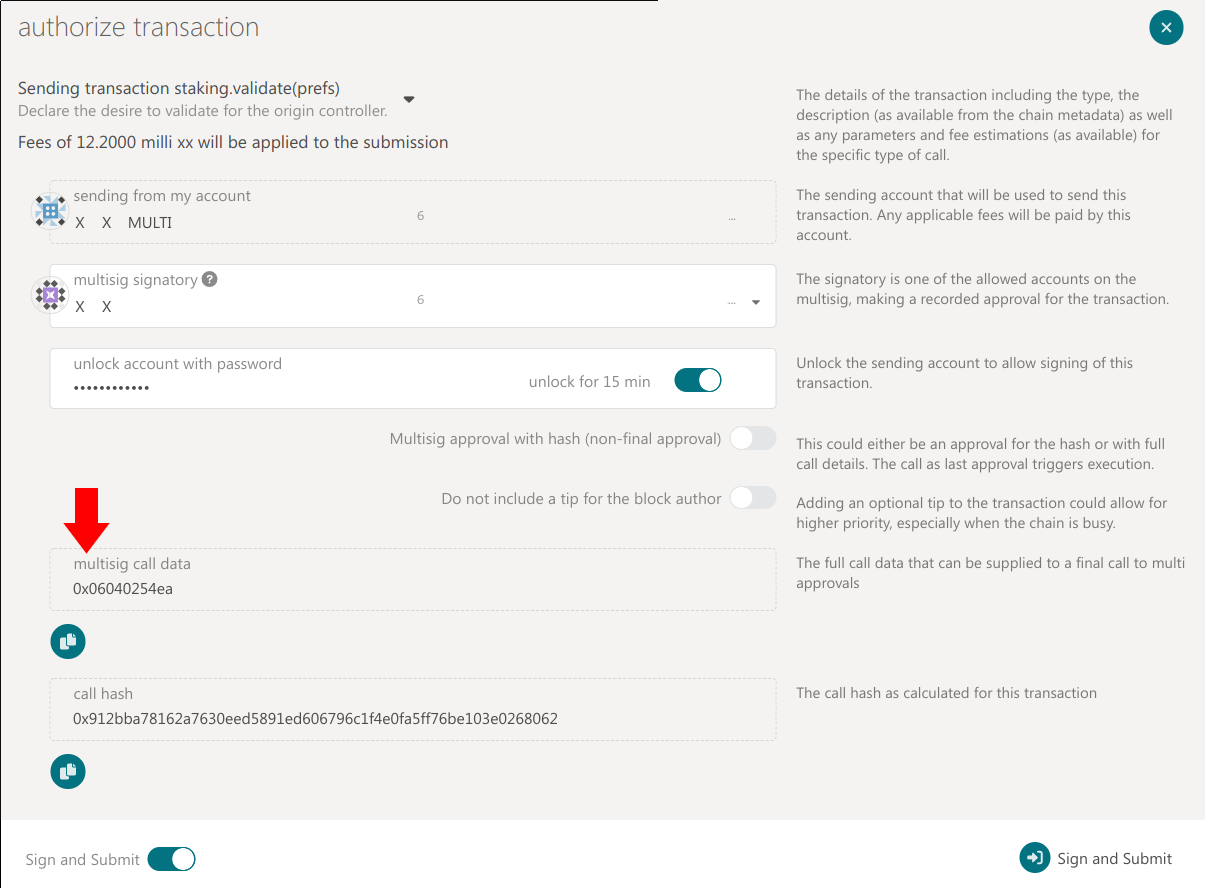 authorize transaction
Sending transaction staking.validate(prefs)
Declare the desire to validate for the origin controller.
Fees of 12.2000 milli xx will be applied to the submission
The details of the transaction including the type, the
description (as available from the chain metadata) as well
as any parameters and fee estimations (as available) for
the specific type of call.
sending from my account
X X MULTI
6
...
The sending account that will be used to send this
transaction. Any applicable fees will be paid by this
account.
multisig signatory ?
X X
6
...
The signatory is one of the allowed accounts on the
multisig, making a recorded approval for the transaction.
unlock account with password
••••••••••••
unlock for 15 min
Unlock the sending account to allow signing of this
transaction.
Multisig approval with hash (non-final approval)
This could either be an approval for the hash or with full
call details. The call as last approval triggers execution.
Do not include a tip for the block author
Adding an optional tip to the transaction could allow for
higher priority, especially when the chain is busy.
multisig call data
0x06040254ea
The full call data that can be supplied to a final call to multi
approvals
call hash
0x912bba78162a7630eed5891ed606796c1f4e0fa5ff76be103e0268062
The call hash as calculated for this transaction
Sign and Submit
Sign and Submit